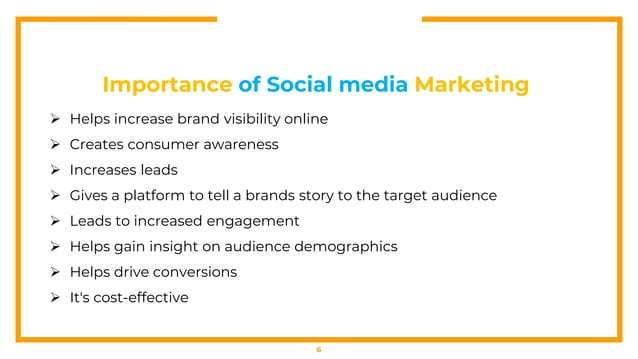 Importance of Social media Marketing
➢ Helps increase brand visibility online
➢ Creates consumer awareness
➢ Increases leads
➢ Gives a platform to tell a brands story to the target audience
➢ Leads to increased engagement
➢ Helps gain insight on audience demographics
➢ Helps drive conversions
➢ It's cost-effective
6